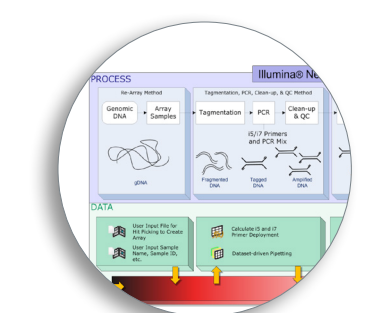 Illumina® Ne
PROCESS
Re-Array Method
Tagmentation, PCR, Clean-up, & QC Method
Genomic
DNA
Array
Samples
Tagmentation
PCR
Clean-up
& QC
i5/i7 Primers
and PCR Mix
gDNA
Fragmented
DNA
Tagged
DNA
Amplified
DNA
DATA
User Input File for
Hit Picking to Create
Array
User Input Sample
Name, Sample ID,
etc.
Calculate i5 and i7
Primer Deployment
Dataset-driven Pipetting